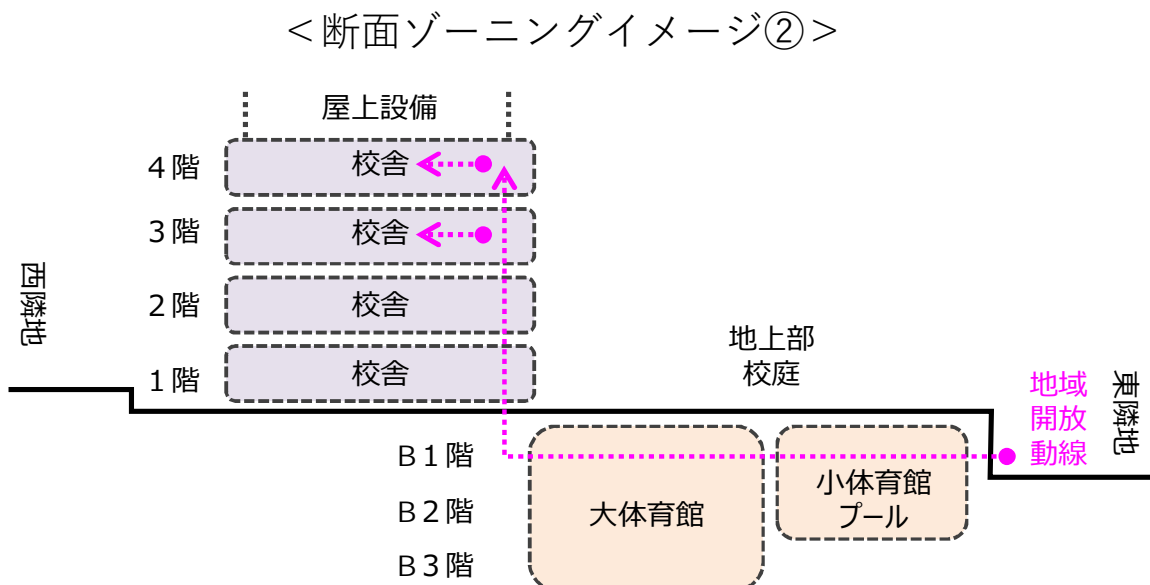 ＜断面ゾーニングイメージ②＞
屋上設備
４階
校舎
３階
校舎
２階
校舎
１階
校舎
西隣地
地上部
校庭
地域
開放
動線
東隣地
Ｂ１階
Ｂ２階
Ｂ３階
大体育館
小体育館
プール